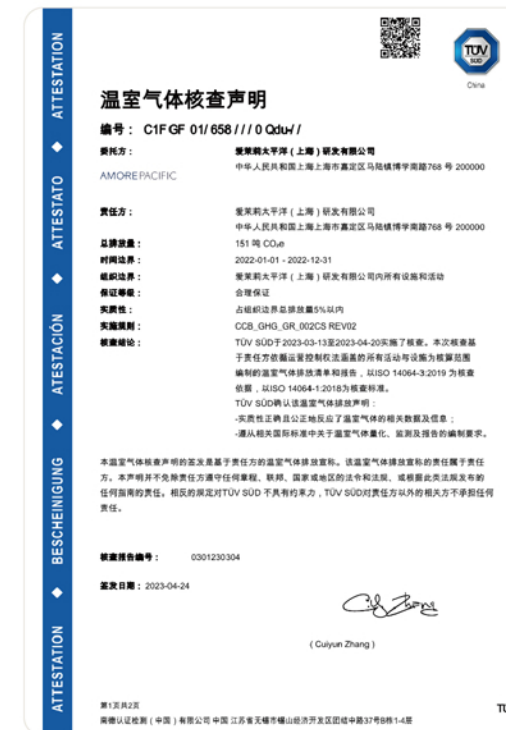 ATTESTATION ◆ BESCHEINIGUNG ◆ ATESTACIÓN ◆ ATTESTATO ◆ ATTESTATION
TÜV
SÜD
China
温室气体核查声明
编号： C1F GF 01/ 658 / / / 0 Qdu
委托方： 爱茉莉太平洋（上海）研发有限公司
AMOREPACIFIC 中华人民共和国上海上海市嘉定区马陆镇博学南路768 号 200000
责任方： 爱茉莉太平洋（上海）研发有限公司
中华人民共和国上海上海市嘉定区马陆镇博学南路768 号 200000
总排放量： 151 吨 CO₂e
时间边界： 2022-01-01 - 2022-12-31
组织边界： 爱茉莉太平洋（上海）研发有限公司内所有设施和活动
保证等级： 合理保证
实质性： 占组织边界总排放量5%以内
实施规则： CCB_GHG_GR_002CS REV02
核查结论： TÜV SÜD于2023-03-13至2023-04-20实施了核查。本次核查基
于责任方依循运营控制权法涵盖的所有活动与设施为核算范围
编制的温室气体排放清单和报告，以ISO 14064-3:2019 为核查
依据，以ISO 14064-1:2018为核查标准。
TÜV SÜD确认该温室气体排放声明：
-实质性正确且公正地反应了温室气体的相关数据及信息；
-遵从相关国际标准中关于温室气体量化、监测及报告的编制要求。
本温室气体核查声明的签发是基于责任方的温室气体排放宣称。该温室气体排放宣称的责任属于责任
方。本声明并不免除责任方遵守任何章程、联邦、国家或地区的法令和法规、或根据此类法规发布的
任何指南的责任。相反的规定对TÜV SÜD 不具有约束力，TÜV SÜD对责任方以外的相关方不承担任何
责任。
核查报告编号： 0301230304
签发日期：2023-04-24
( Cuiyun Zhang )
第1页共2页
南德认证检测（中国）有限公司 中国 江苏省无锡市锡山经济开发区团结中路37号B栋1-4层